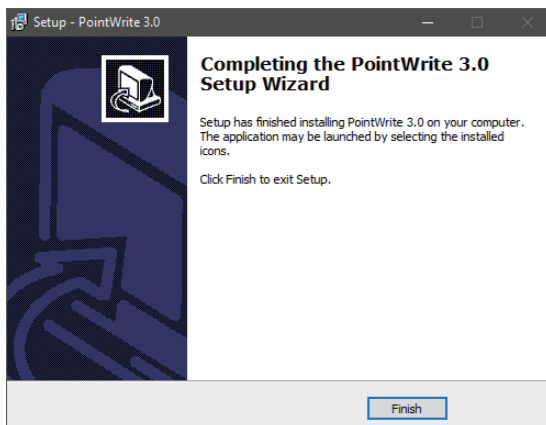 Setup - PointWrite 3.0
Completing the PointWrite 3.0
Setup Wizard
Setup has finished installing PointWrite 3.0 on your computer.
The application may be launched by selecting the installed
icons.
Click Finish to exit Setup.
Finish